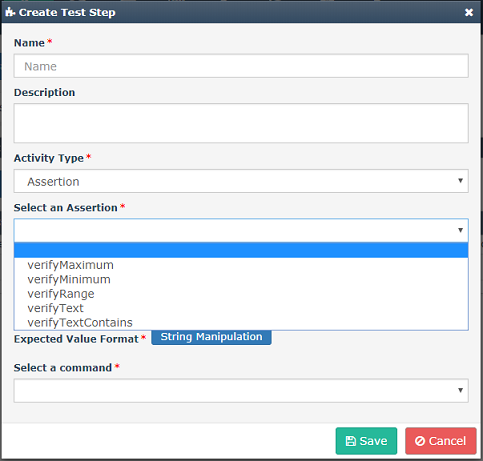 Create Test Step
Name *
Name
Description
Activity Type *
Assertion
Select an Assertion *
verifyMaximum
verifyMinimum
verifyRange
verifyText
verifyTextContains
Expected Value Format * String Manipulation
Select a command *
Save Cancel